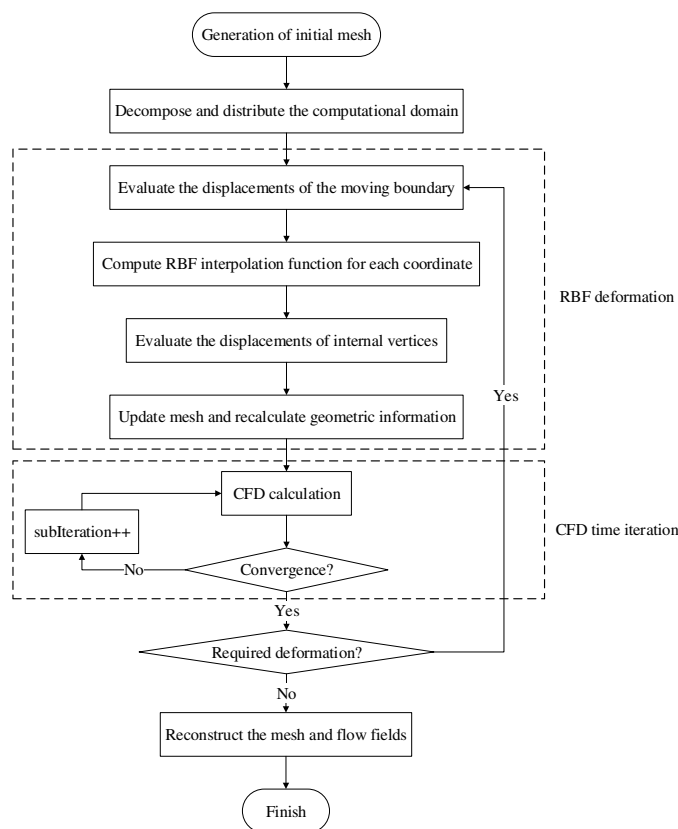 Generation of initial mesh
Decompose and distribute the computational domain
Evaluate the displacements of the moving boundary
Compute RBF interpolation function for each coordinate
RBF deformation
Evaluate the displacements of internal vertices
Yes
Update mesh and recalculate geometric information
CFD calculation
subIteration++
CFD time iteration
No
Convergence?
Yes
Required deformation?
No
Reconstruct the mesh and flow fields
Finish